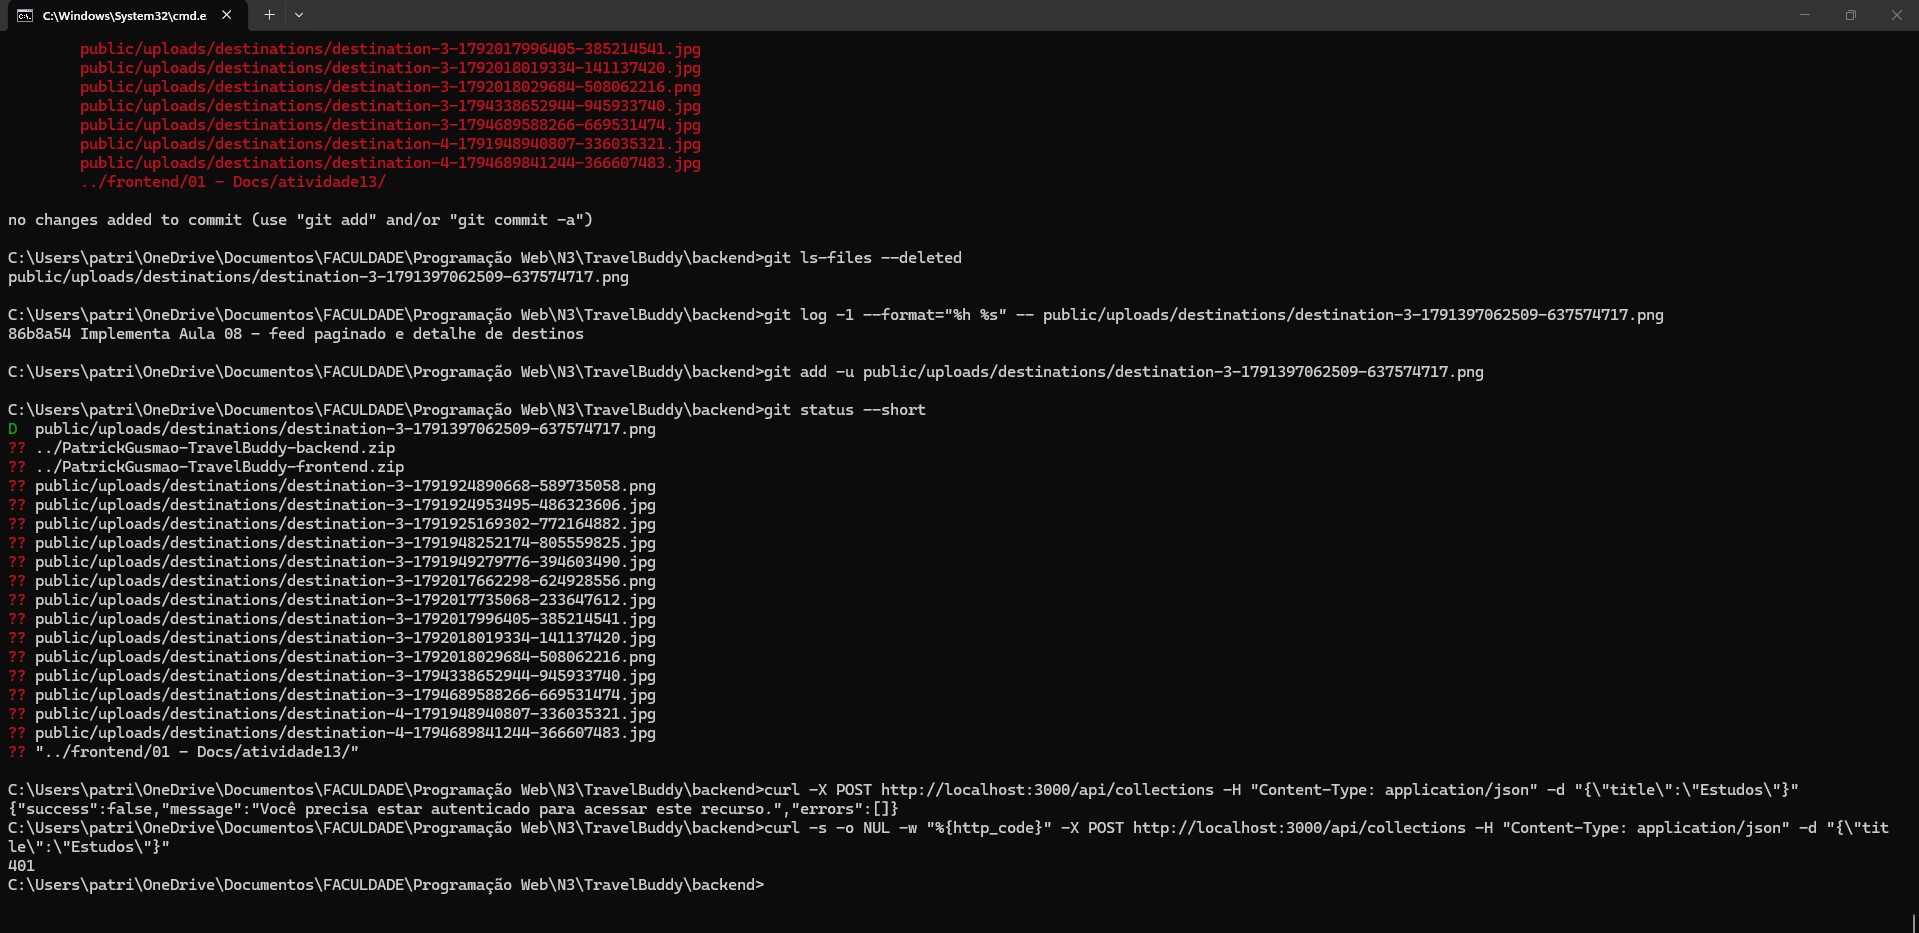 C:\Windows\System32\cmd.e
public/uploads/destinations/destination-3-1792017996405-385214541.jpg
public/uploads/destinations/destination-3-1792018019334-141137420.jpg
public/uploads/destinations/destination-3-1792018029684-508062216.png
public/uploads/destinations/destination-3-1794338652944-945933740.jpg
public/uploads/destinations/destination-3-1794689588266-669531474.jpg
public/uploads/destinations/destination-4-1791948940807-336035321.jpg
public/uploads/destinations/destination-4-1794689841244-366607483.jpg
../frontend/01 - Docs/atividade13/
no changes added to commit (use "git add" and/or "git commit -a")
C:\Users\patri\OneDrive\Documentos\FACULDADE\Programação Web\N3\TravelBuddy\backend>git ls-files --deleted
public/uploads/destinations/destination-3-1791397062509-637574717.png
C:\Users\patri\OneDrive\Documentos\FACULDADE\Programação Web\N3\TravelBuddy\backend>git log -1 --format="%h %s" -- public/uploads/destinations/destination-3-1791397062509-637574717.png
86b8a54 Implementa Aula 08 - feed paginado e detalhe de destinos
C:\Users\patri\OneDrive\Documentos\FACULDADE\Programação Web\N3\TravelBuddy\backend>git add -u public/uploads/destinations/destination-3-1791397062509-637574717.png
C:\Users\patri\OneDrive\Documentos\FACULDADE\Programação Web\N3\TravelBuddy\backend>git status --short
D  public/uploads/destinations/destination-3-1791397062509-637574717.png
?? ../PatrickGusmao-TravelBuddy-backend.zip
?? ../PatrickGusmao-TravelBuddy-frontend.zip
?? public/uploads/destinations/destination-3-1791924890668-589735058.png
?? public/uploads/destinations/destination-3-1791924953495-486323606.jpg
?? public/uploads/destinations/destination-3-1791925169302-772164882.jpg
?? public/uploads/destinations/destination-3-1791948252174-805559825.jpg
?? public/uploads/destinations/destination-3-1791949279776-394603490.jpg
?? public/uploads/destinations/destination-3-1792017662298-624928556.png
?? public/uploads/destinations/destination-3-1792017735068-233647612.jpg
?? public/uploads/destinations/destination-3-1792017996405-385214541.jpg
?? public/uploads/destinations/destination-3-1792018019334-141137420.jpg
?? public/uploads/destinations/destination-3-1792018029684-508062216.png
?? public/uploads/destinations/destination-3-1794338652944-945933740.jpg
?? public/uploads/destinations/destination-3-1794689588266-669531474.jpg
?? public/uploads/destinations/destination-4-1791948940807-336035321.jpg
?? public/uploads/destinations/destination-4-1794689841244-366607483.jpg
?? "../frontend/01 - Docs/atividade13/"
C:\Users\patri\OneDrive\Documentos\FACULDADE\Programação Web\N3\TravelBuddy\backend>curl -X POST http://localhost:3000/api/collections -H "Content-Type: application/json" -d "{\"title\":\"Estudos\"}"
{"success":false,"message":"Você precisa estar autenticado para acessar este recurso.","errors":[]}
C:\Users\patri\OneDrive\Documentos\FACULDADE\Programação Web\N3\TravelBuddy\backend>curl -s -o NUL -w "%{http_code}" -X POST http://localhost:3000/api/collections -H "Content-Type: application/json" -d "{\"tit
le\":\"Estudos\"}"
401
C:\Users\patri\OneDrive\Documentos\FACULDADE\Programação Web\N3\TravelBuddy\backend>